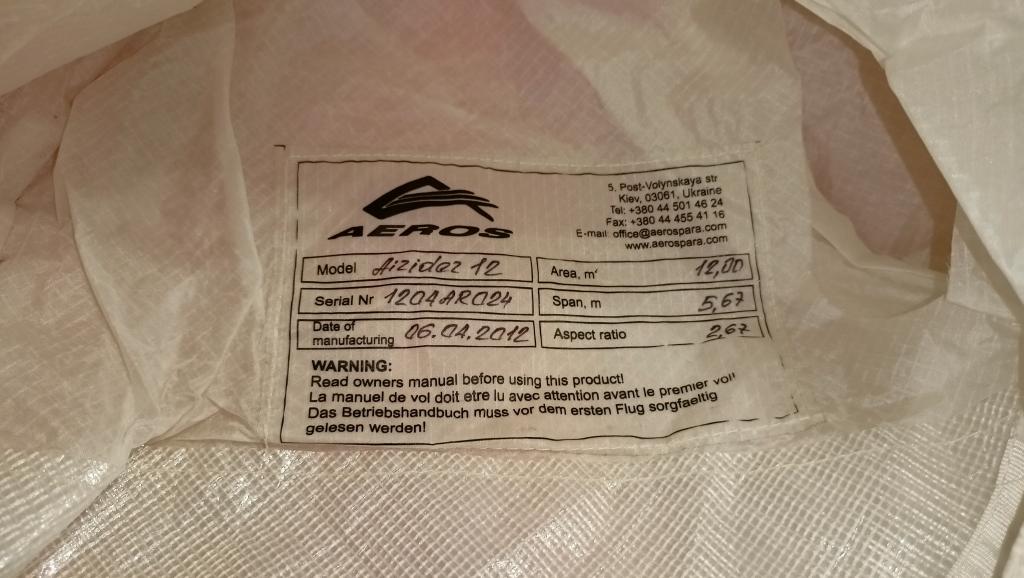 AEROS
5, Post-Volynskaya str
Kiev, 03061, Ukraine
Tel: +380 44 501 46 24
Fax: +380 44 455 41 16
E-mail: office@aerospara.com
www.aerospara.com
Model Airider 12
Area, m² 12,00
Serial Nr 1204AR024
Span, m 5,67
Date of
manufacturing 06.04.2012
Aspect ratio 2,67
WARNING:
Read owners manual before using this product!
La manuel de vol doit etre lu avec attention avant le premier vol!
Das Betriebshandbuch muss vor dem ersten Flug sorgfaeltig
gelesen werden!